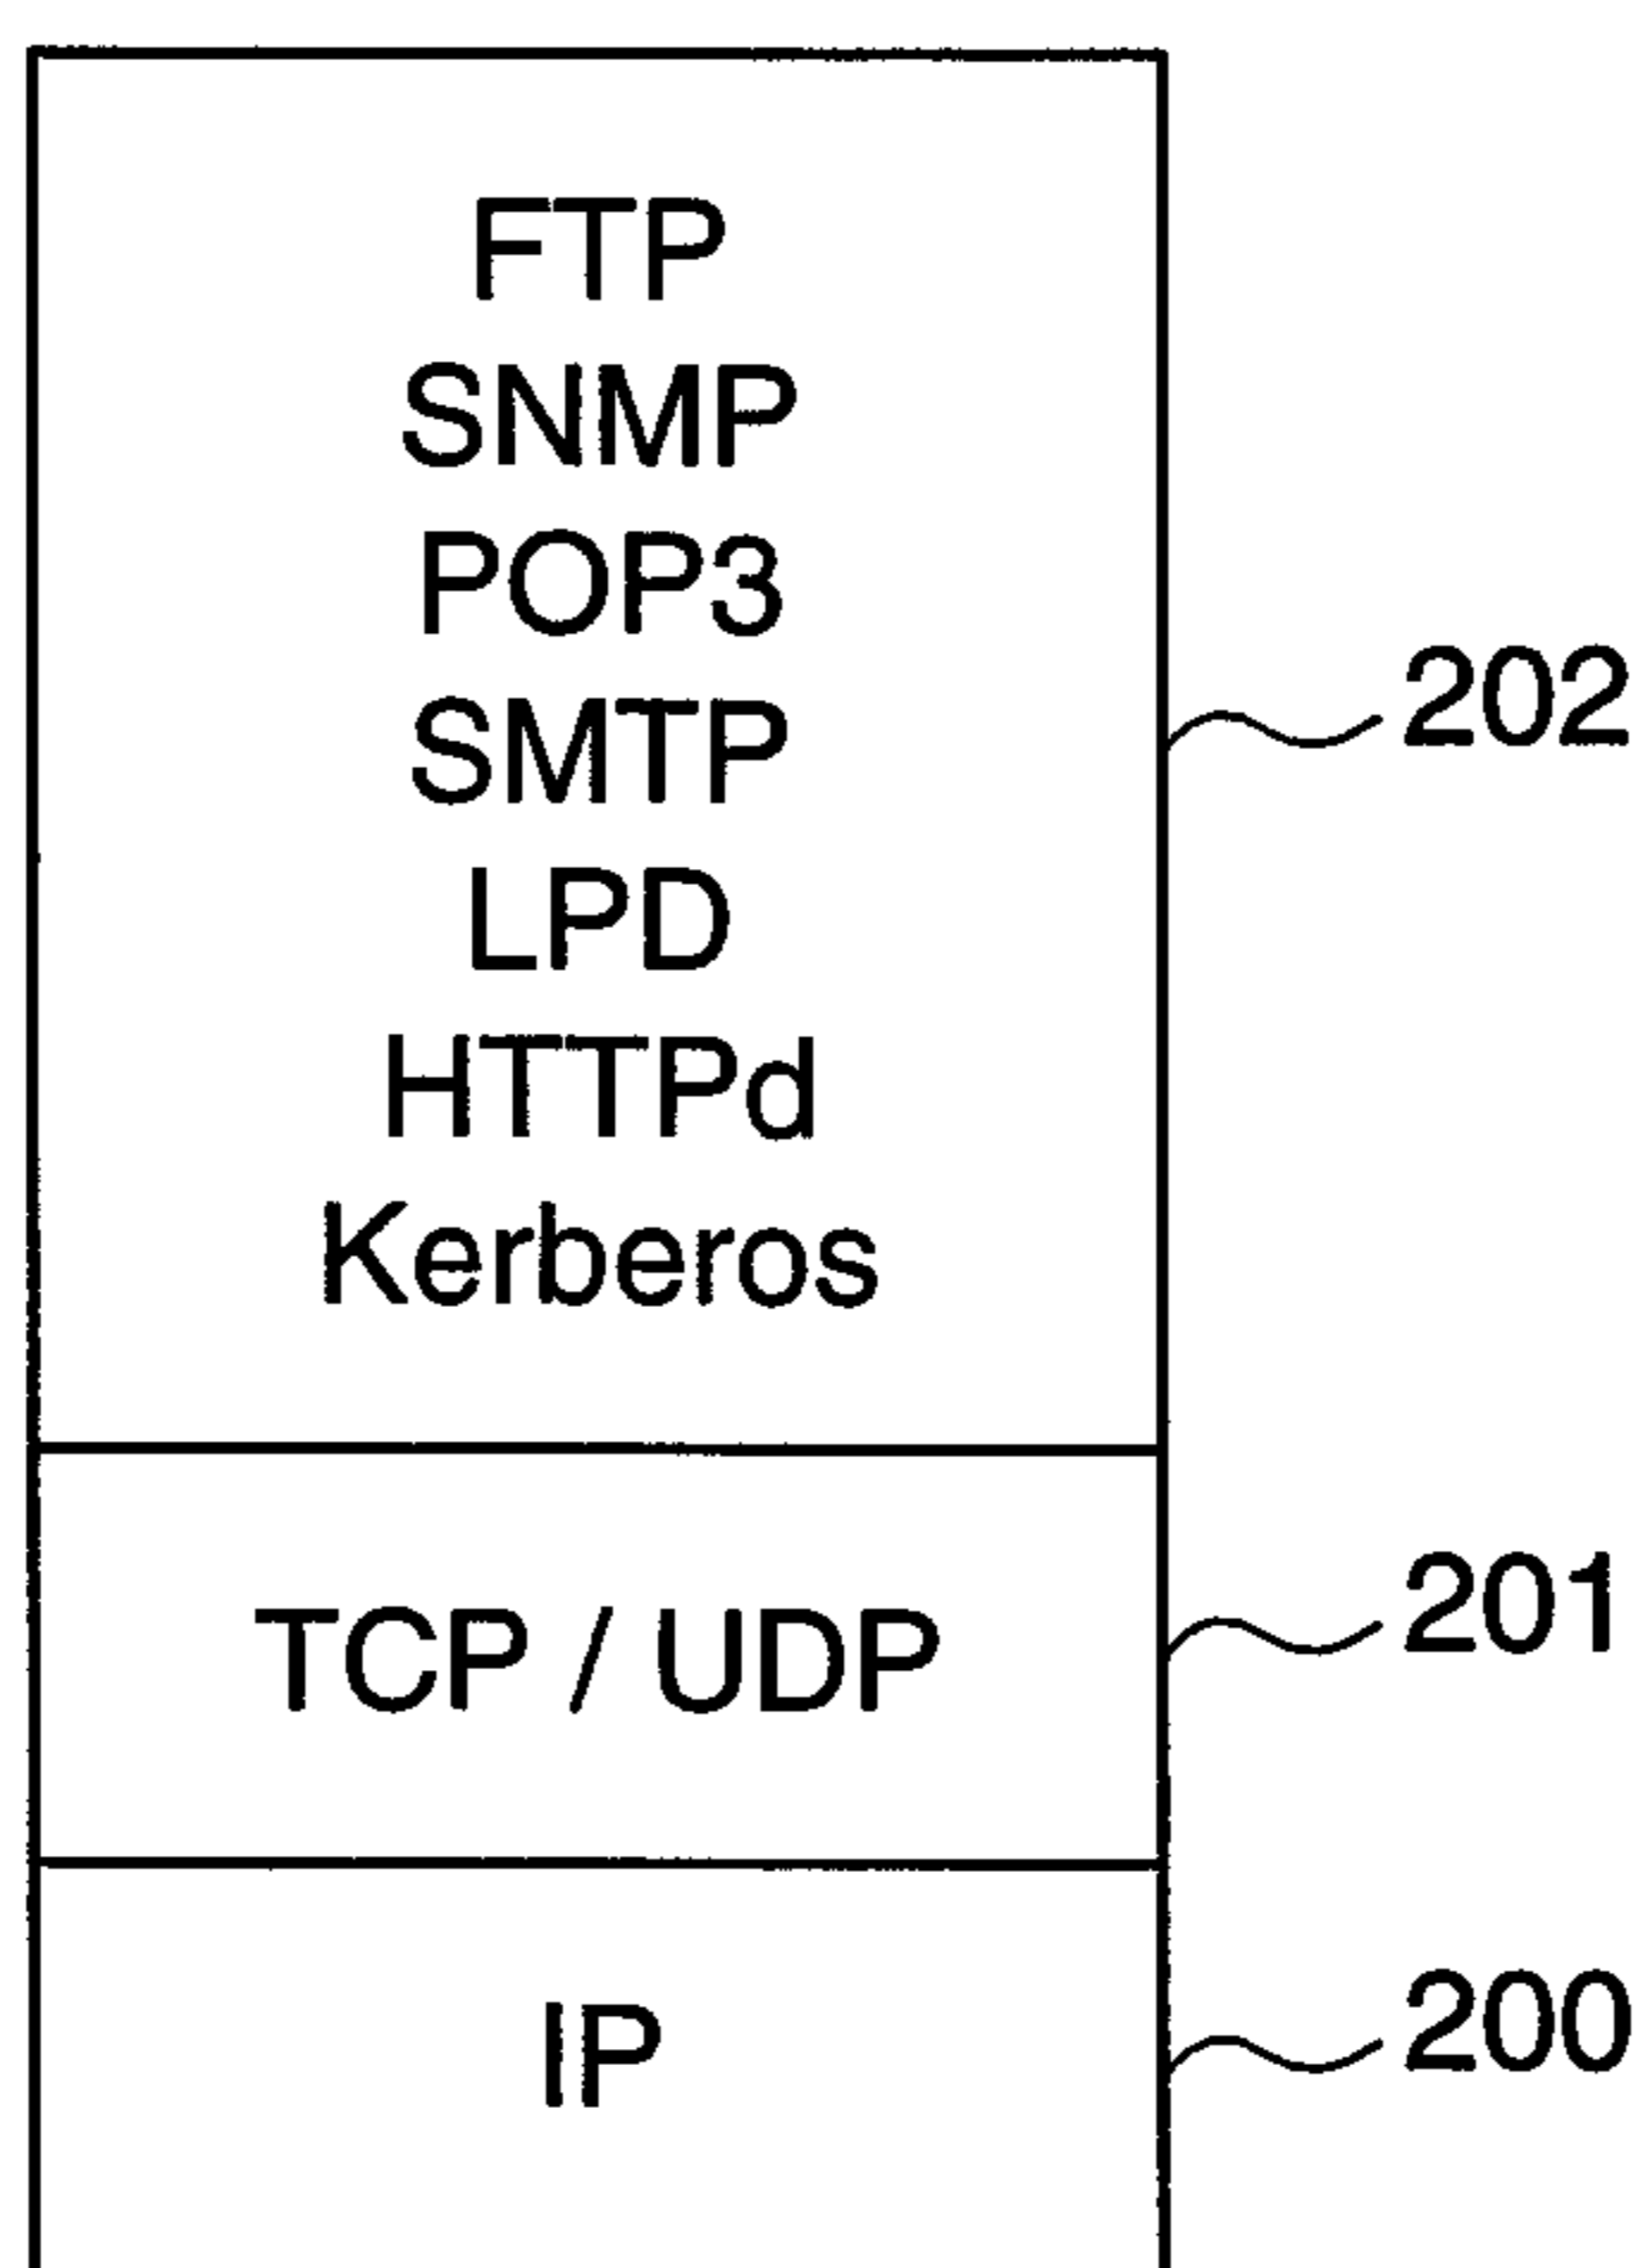 FTP
SNMP
POP3
SMTP
LPD
HTTPd
Kerberos
202
TCP / UDP
201
IP
200